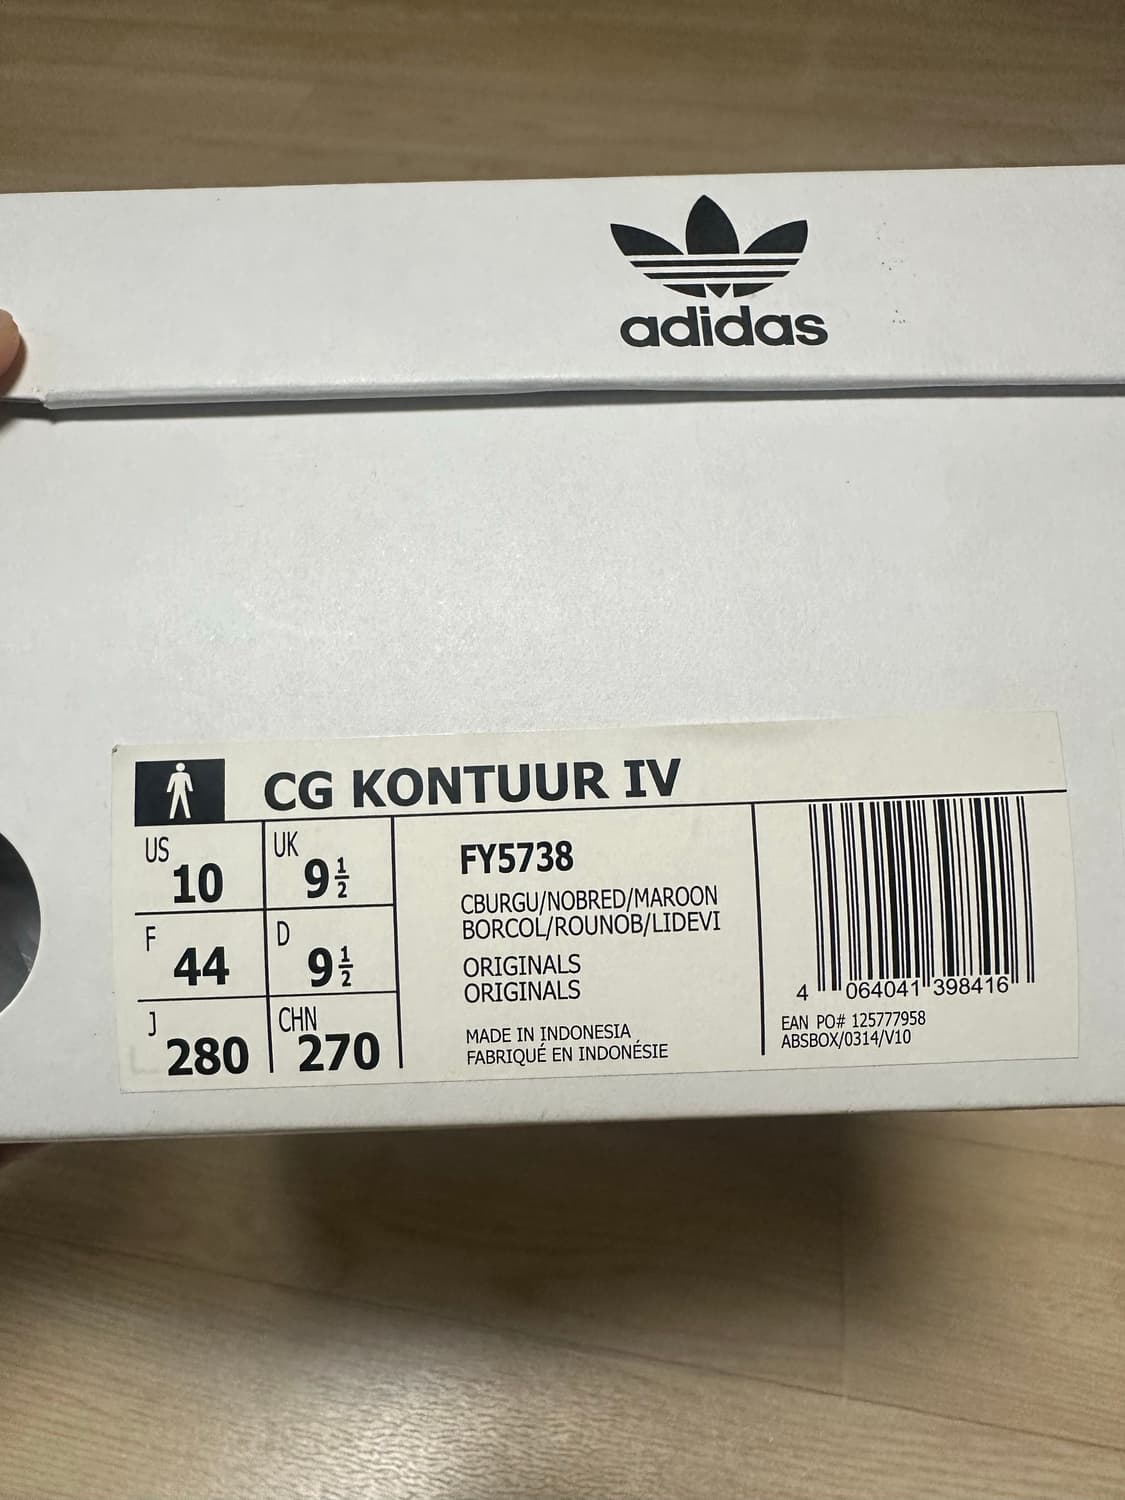 adidas
CG KONTUUR IV
US 10
UK 9½
F 44
D 9½
J 280
CHN 270
FY5738
CBURGU/NOBRED/MAROON
BORCOL/ROUNOB/LIDEVI
ORIGINALS
ORIGINALS
MADE IN INDONESIA
FABRIQUÉ EN INDONÉSIE
4 064041 398416
EAN PO# 125777958
ABSBOX/0314/V10